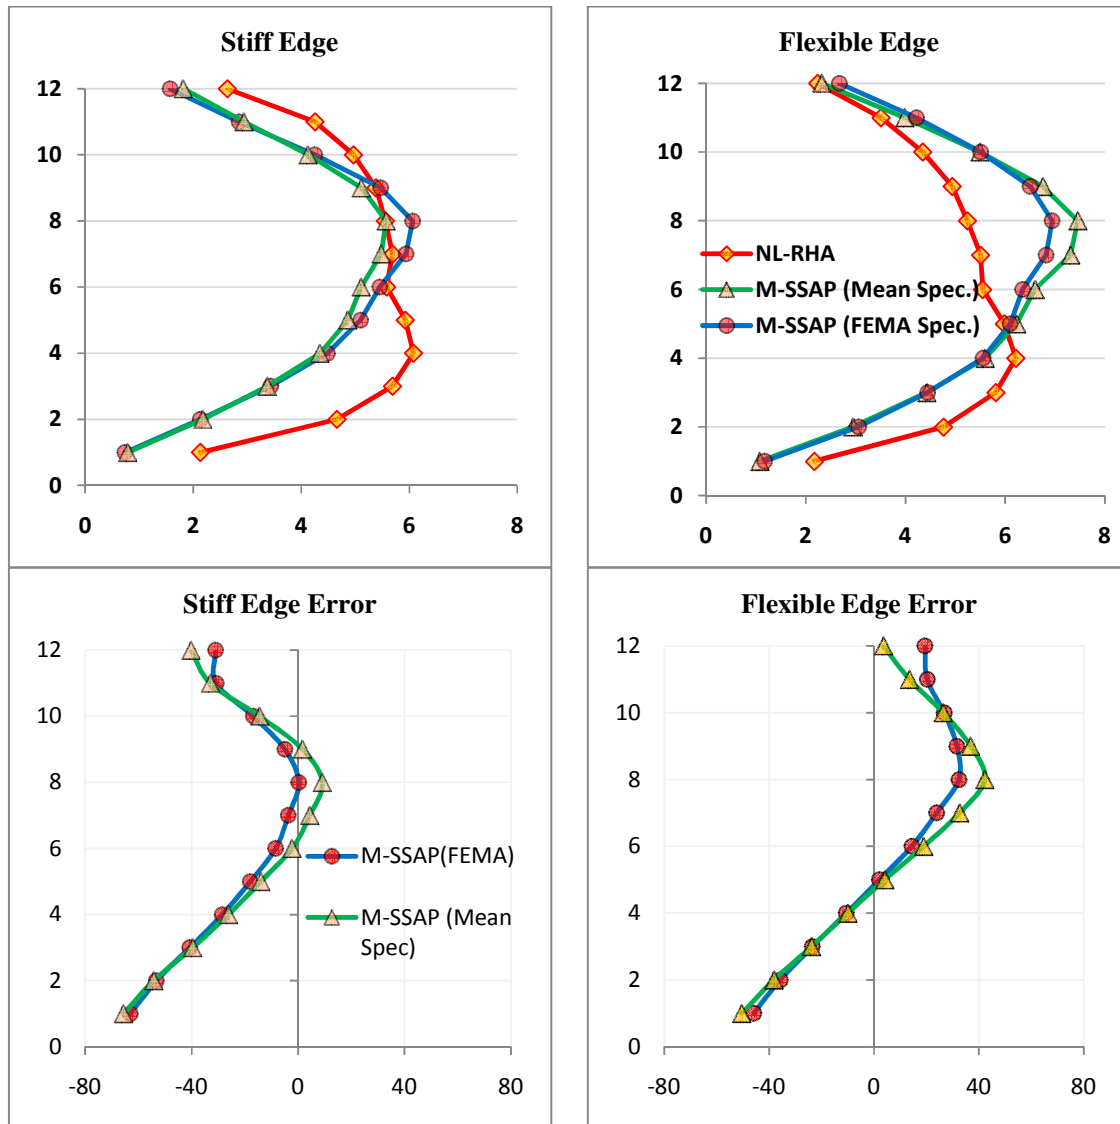 Stiff Edge
12
10
8
6
4
2
0
0 2 4 6 8
Flexible Edge
12
10
8
6
4
2
0
NL-RHA
M-SSAP (Mean Spec.)
M-SSAP (FEMA Spec.)
0 2 4 6 8
Stiff Edge Error
12
10
8
6
4
2
0
M-SSAP(FEMA)
M-SSAP (Mean
Spec)
-80 -40 0 40 80
Flexible Edge Error
12
10
8
6
4
2
0
-80 -40 0 40 80